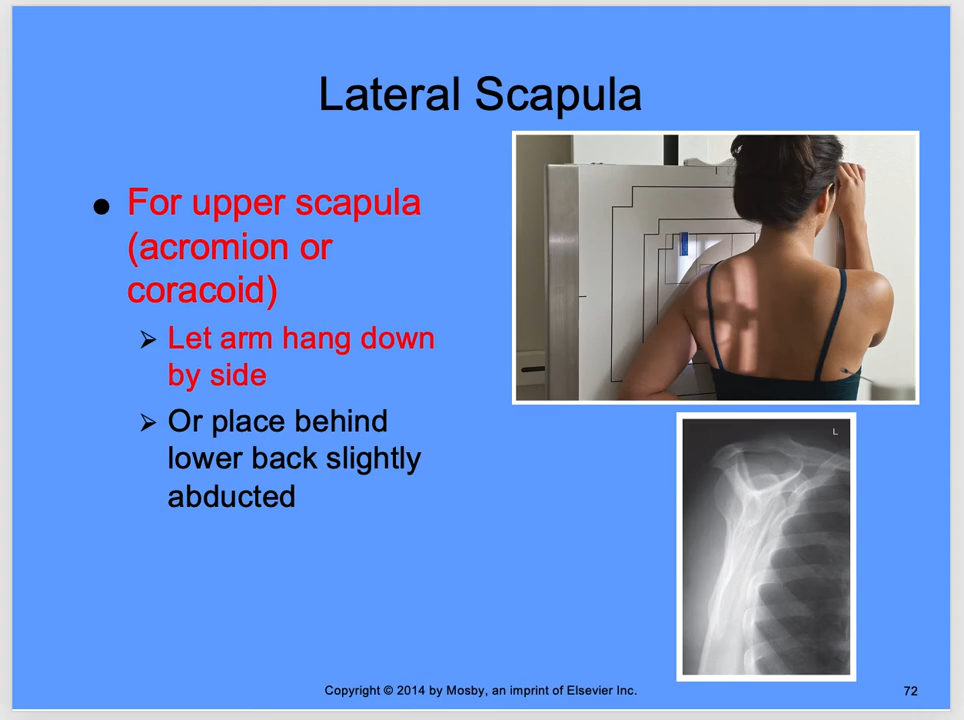 Lateral Scapula
● For upper scapula
(acromion or
coracoid)
➢ Let arm hang down
by side
➢ Or place behind
lower back slightly
abducted
L
Copyright © 2014 by Mosby, an imprint of Elsevier Inc.
72